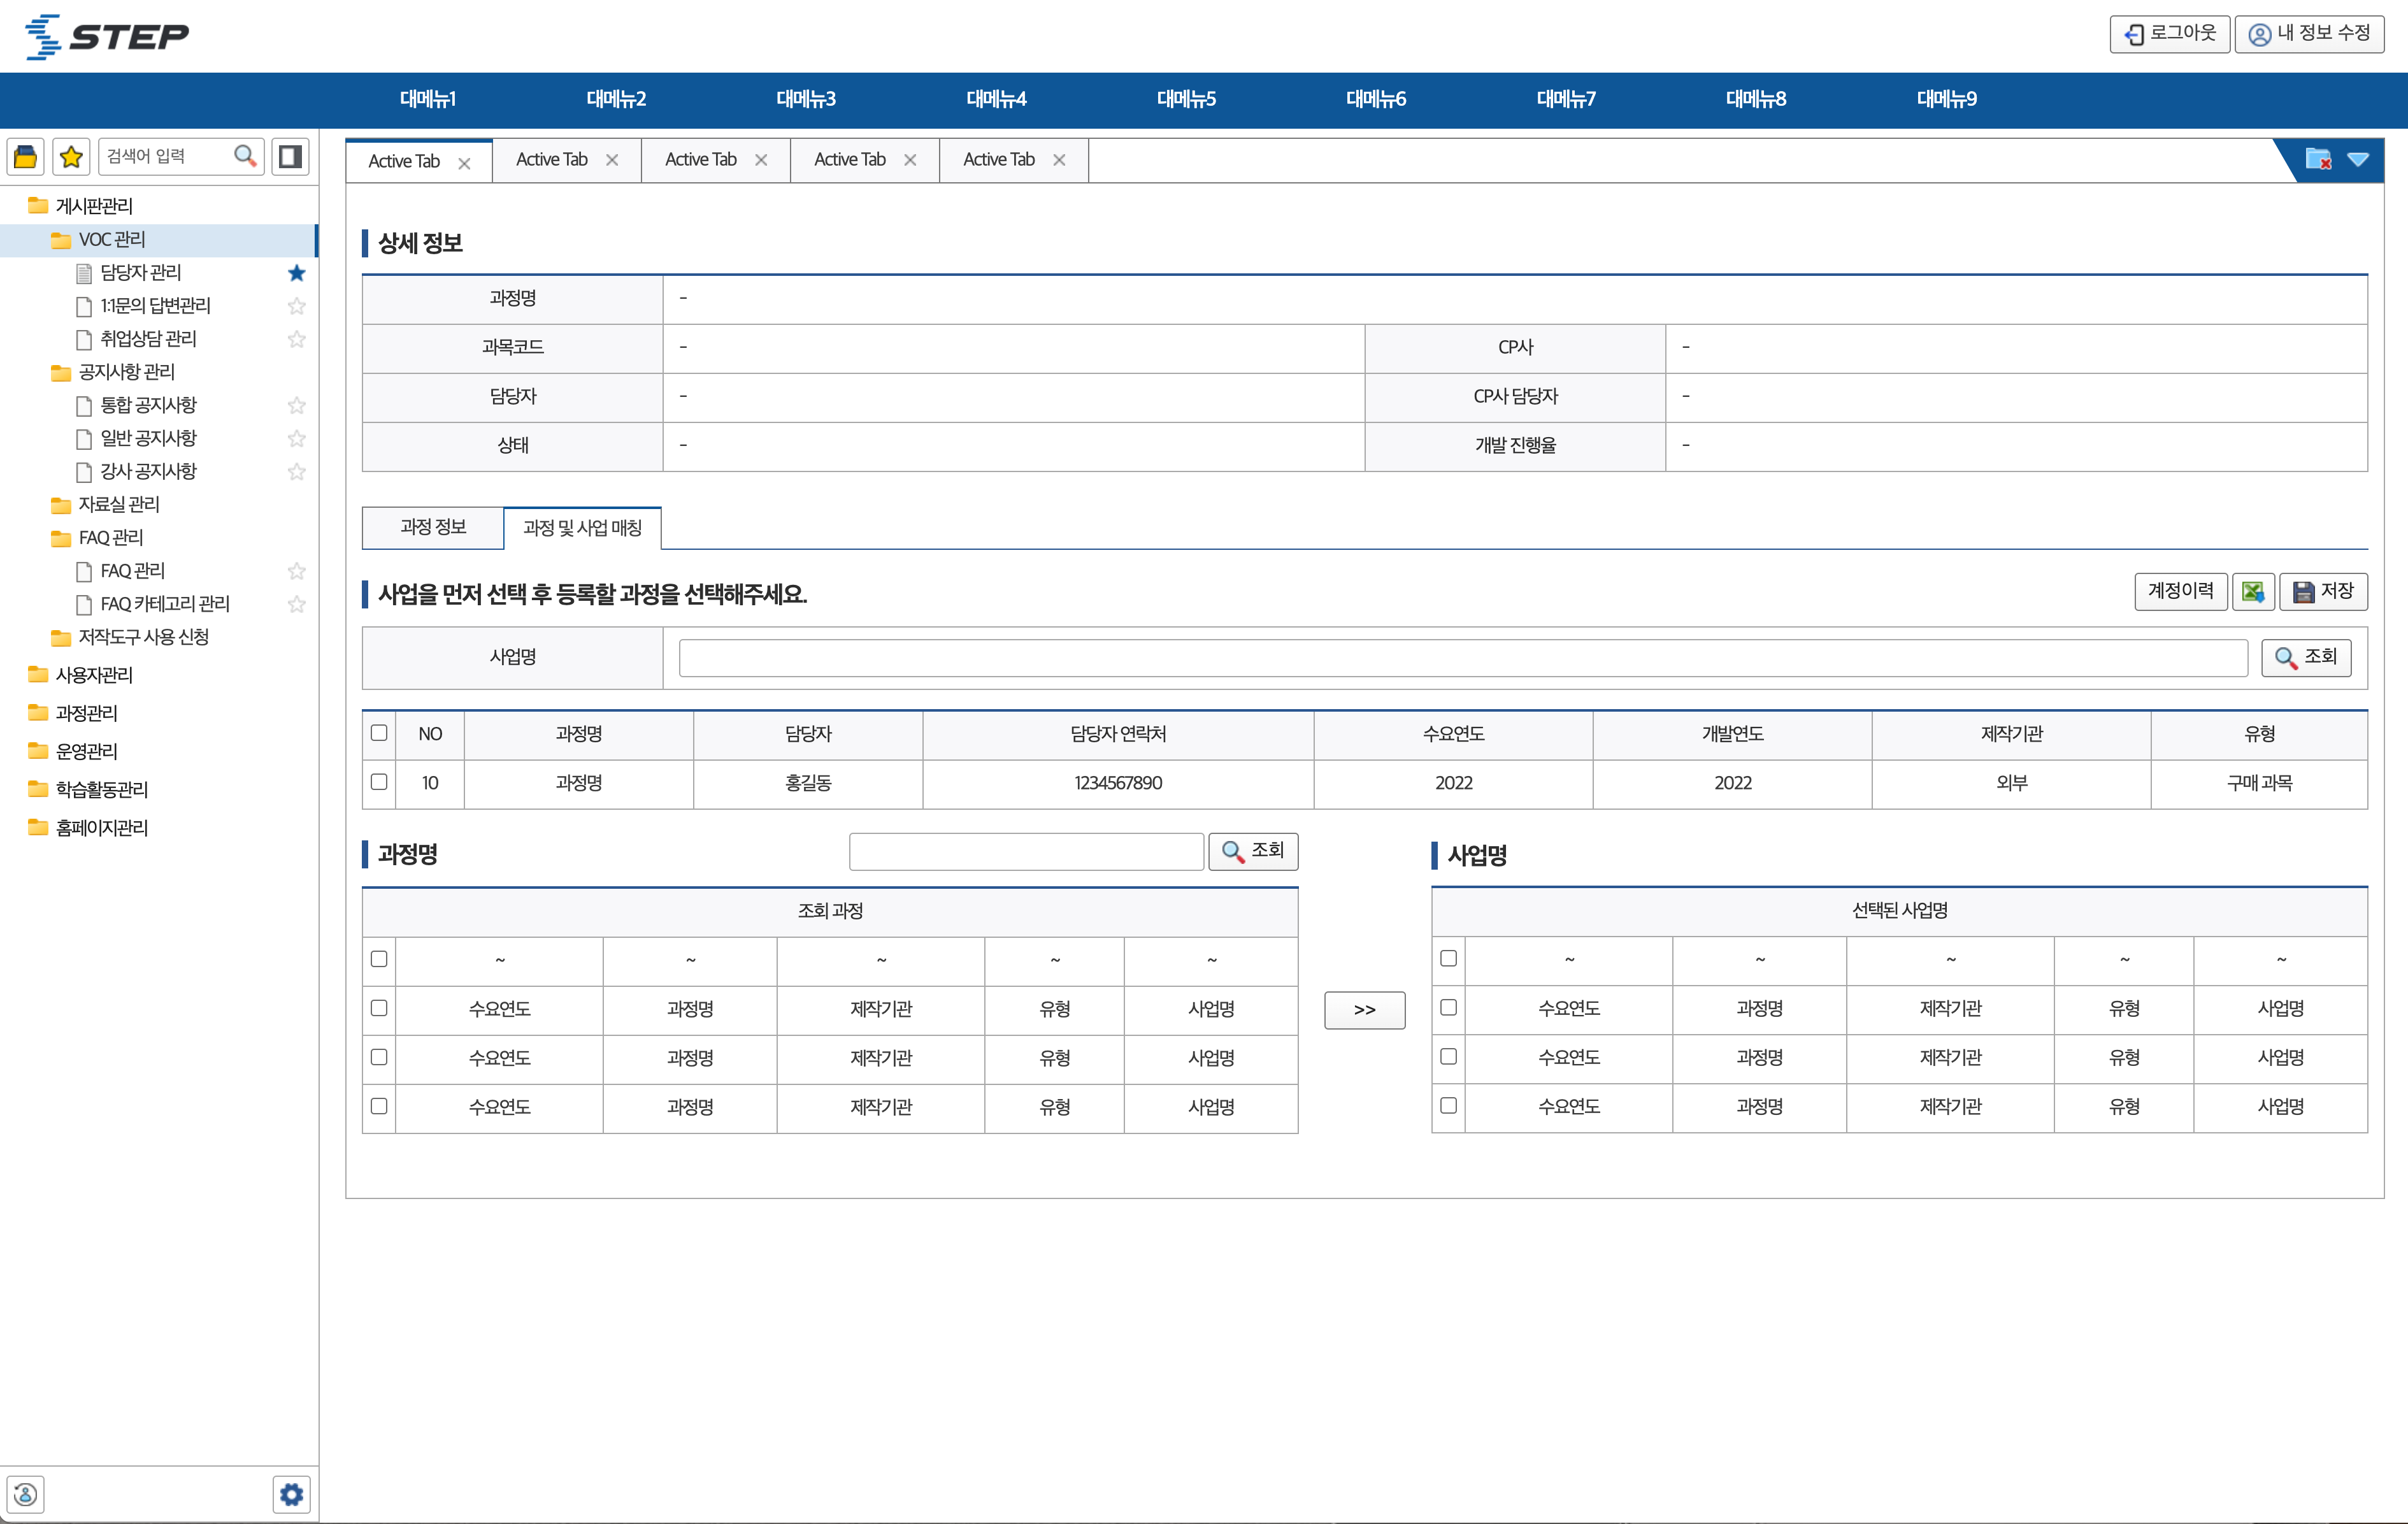 STEP
로그아웃 내 정보 수정
대메뉴1 대메뉴2 대메뉴3 대메뉴4 대메뉴5 대메뉴6 대메뉴7 대메뉴8 대메뉴9
검색어 입력
게시판관리
VOC 관리
담당자 관리
1:1문의 답변관리
취업상담 관리
공지사항 관리
통합 공지사항
일반 공지사항
강사 공지사항
자료실 관리
FAQ 관리
FAQ 관리
FAQ 카테고리 관리
저작도구 사용 신청
사용자관리
과정관리
운영관리
학습활동관리
홈페이지관리
Active Tab Active Tab Active Tab Active Tab Active Tab
상세 정보
과정명 -
과목코드 - CP사 -
담당자 - CP사 담당자 -
상태 - 개발 진행율 -
과정 정보 과정 및 사업 매칭
사업을 먼저 선택 후 등록할 과정을 선택해주세요. 계정이력 저장
사업명 조회
NO 과정명 담당자 담당자 연락처 수요연도 개발연도 제작기관 유형
10 과정명 홍길동 1234567890 2022 2022 외부 구매 과목
과정명 조회
조회 과정
~ ~ ~ ~ ~
수요연도 과정명 제작기관 유형 사업명
수요연도 과정명 제작기관 유형 사업명
수요연도 과정명 제작기관 유형 사업명
>>
사업명
선택된 사업명
~ ~ ~ ~ ~
수요연도 과정명 제작기관 유형 사업명
수요연도 과정명 제작기관 유형 사업명
수요연도 과정명 제작기관 유형 사업명